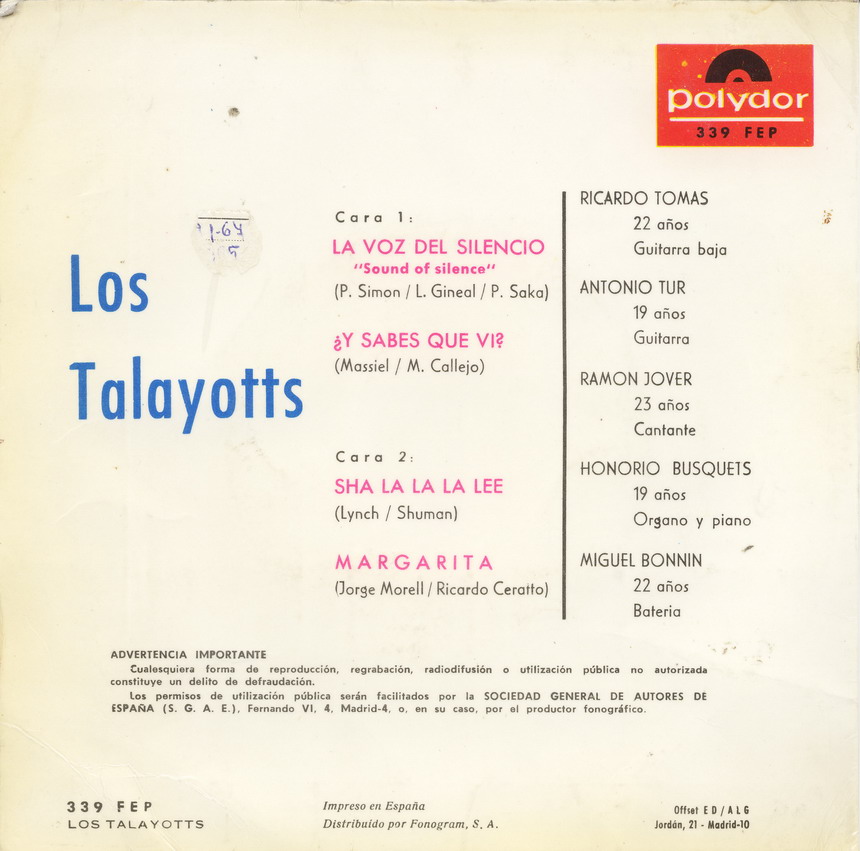 polydor
339 FEP
Los
Talayotts
Cara 1:
LA VOZ DEL SILENCIO
"Sound of silence"
(P. Simon / L. Gineal / P. Saka)
¿Y SABES QUE VI?
(Massiel / M. Callejo)
Cara 2:
SHA LA LA LA LEE
(Lynch / Shuman)
MARGARITA
(Jorge Morell / Ricardo Ceratto)
RICARDO TOMAS
22 años
Guitarra baja
ANTONIO TUR
19 años
Guitarra
RAMON JOVER
23 años
Cantante
HONORIO BUSQUETS
19 años
Organo y piano
MIGUEL BONNIN
22 años
Bateria
ADVERTENCIA IMPORTANTE
Cualesquiera forma de reproducción, regrabación, radiodifusión o utilización pública no autorizada
constituye un delito de defraudación.
Los permisos de utilización pública serán facilitados por la SOCIEDAD GENERAL DE AUTORES DE
ESPAÑA (S. G. A. E.), Fernando VI, 4, Madrid-4, o, en su caso, por el productor fonográfico.
339 FEP
LOS TALAYOTTS
Impreso en España
Distribuído por Fonogram, S. A.
Offset E D / A L G
Jordán, 21 - Madrid-10